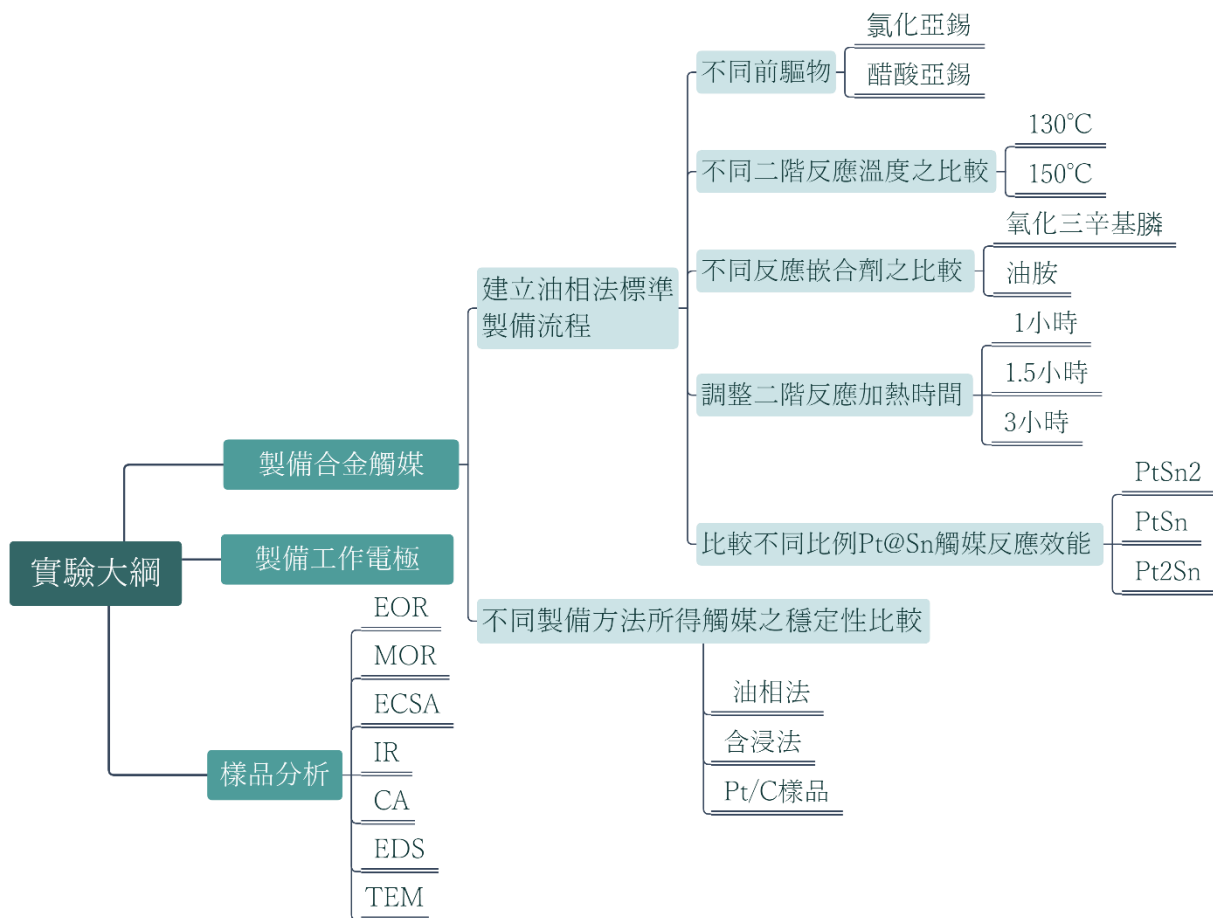 實驗大綱
製備合金觸媒
建立油相法標準
製備流程
不同前驅物
氯化亞錫
醋酸亞錫
不同二階反應溫度之比較
130℃
150℃
不同反應嵌合劑之比較
氧化三辛基膦
油胺
調整二階反應加熱時間
1小時
1.5小時
3小時
比較不同比例Pt@Sn觸媒反應效能
PtSn2
PtSn
Pt2Sn
不同製備方法所得觸媒之穩定性比較
油相法
含浸法
Pt/C樣品
製備工作電極
樣品分析
EOR
MOR
ECSA
IR
CA
EDS
TEM